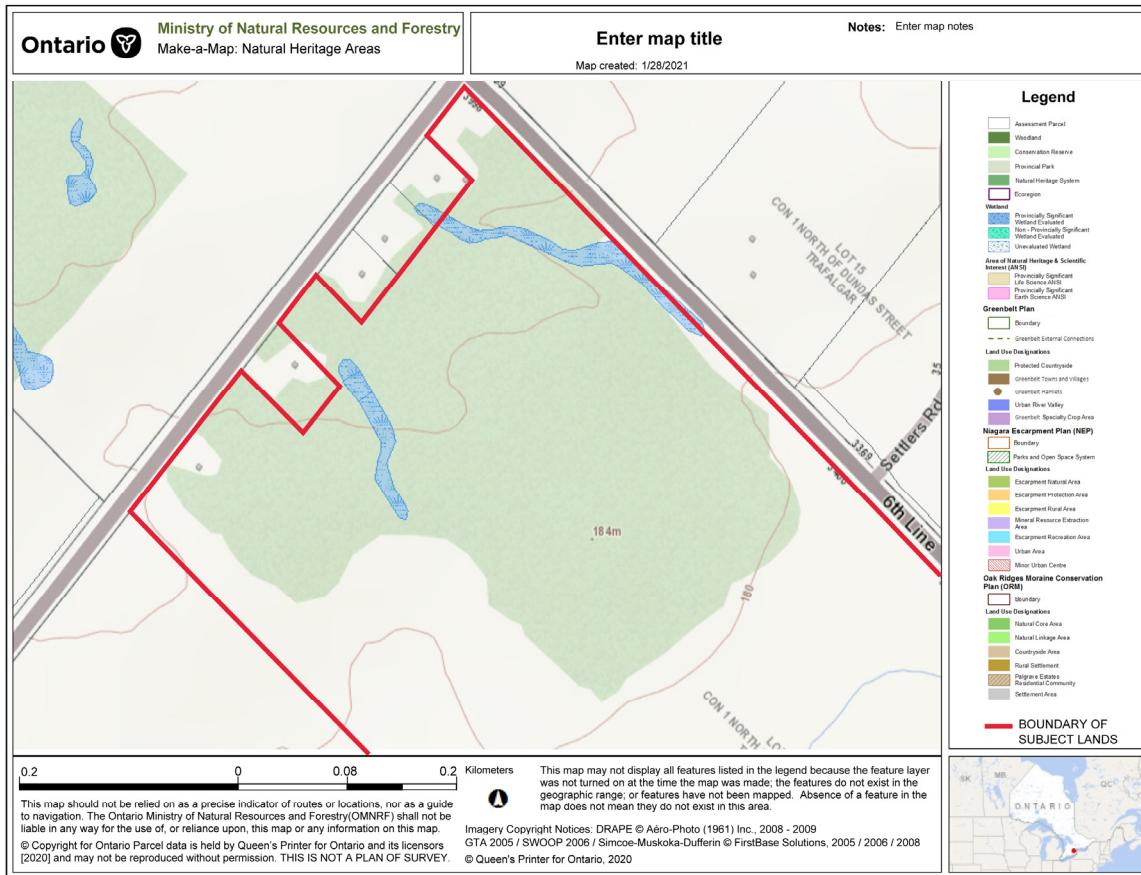 Ontario
Ministry of Natural Resources and Forestry
Make-a-Map: Natural Heritage Areas
Enter map title
Map created: 1/28/2021
Notes: Enter map notes
3998
29
CON 1 NORTH OF DUNDAS STREET
LOT 15
TRAFALGAR
35
Settlers Rd
3369
6th Line
184m
180
CON 1 NORTH
Legend
Assessment Parcel
Woodland
Conservation Reserve
Provincial Park
Natural Heritage System
Ecoregion
Wetland
Provincially Significant
Wetland Evaluated
Non - Provincially Significant
Wetland Evaluated
Unevaluated Wetland
Area of Natural Heritage & Scientific
Interest (ANSI)
Provincially Significant
Life Science ANSI
Provincially Significant
Earth Science ANSI
Greenbelt Plan
Boundary
Greenbelt External Connections
Land Use Designations
Protected Countryside
Greenbelt Towns and Villages
Greenbelt Hamlets
Urban River Valley
Greenbelt Specialty Crop Area
Niagara Escarpment Plan (NEP)
Boundary
Parks and Open Space System
Land Use Designations
Escarpment Natural Area
Escarpment Protection Area
Escarpment Rural Area
Mineral Resource Extraction
Area
Escarpment Recreation Area
Urban Area
Minor Urban Centre
Oak Ridges Moraine Conservation
Plan (ORM)
Boundary
Land Use Designations
Natural Core Area
Natural Linkage Area
Countryside Area
Rural Settlement
Palgrave Estates
Residential Community
Settlement Area
BOUNDARY OF
SUBJECT LANDS
0.2 0 0.08 0.2 Kilometers
This map should not be relied on as a precise indicator of routes or locations, nor as a guide
to navigation. The Ontario Ministry of Natural Resources and Forestry(OMNRF) shall not be
liable in any way for the use of, or reliance upon, this map or any information on this map.
© Copyright for Ontario Parcel data is held by Queen's Printer for Ontario and its licensors
[2020] and may not be reproduced without permission. THIS IS NOT A PLAN OF SURVEY.
This map may not display all features listed in the legend because the feature layer
was not turned on at the time the map was made; the features do not exist in the
geographic range; or features have not been mapped. Absence of a feature in the
map does not mean they do not exist in this area.
Imagery Copyright Notices: DRAPE © Aéro-Photo (1961) Inc., 2008 - 2009
GTA 2005 / SWOOP 2006 / Simcoe-Muskoka-Dufferin © FirstBase Solutions, 2005 / 2006 / 2008
© Queen's Printer for Ontario, 2020
SK
MB
ONTARIO
QC